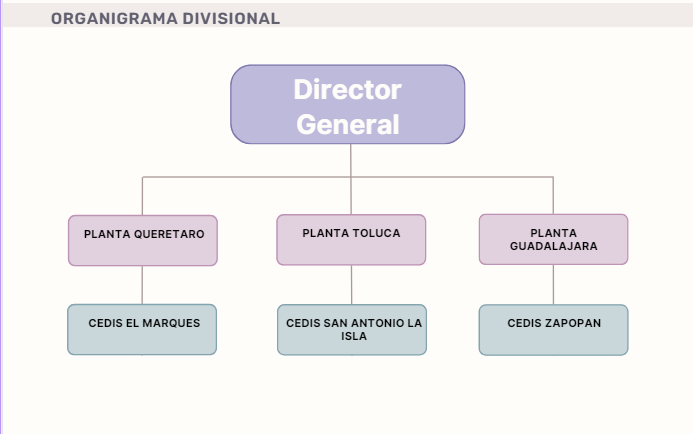 ORGANIGRAMA DIVISIONAL
Director
General
PLANTA QUERETARO
PLANTA TOLUCA
PLANTA
GUADALAJARA
CEDIS EL MARQUES
CEDIS SAN ANTONIO LA
ISLA
CEDIS ZAPOPAN